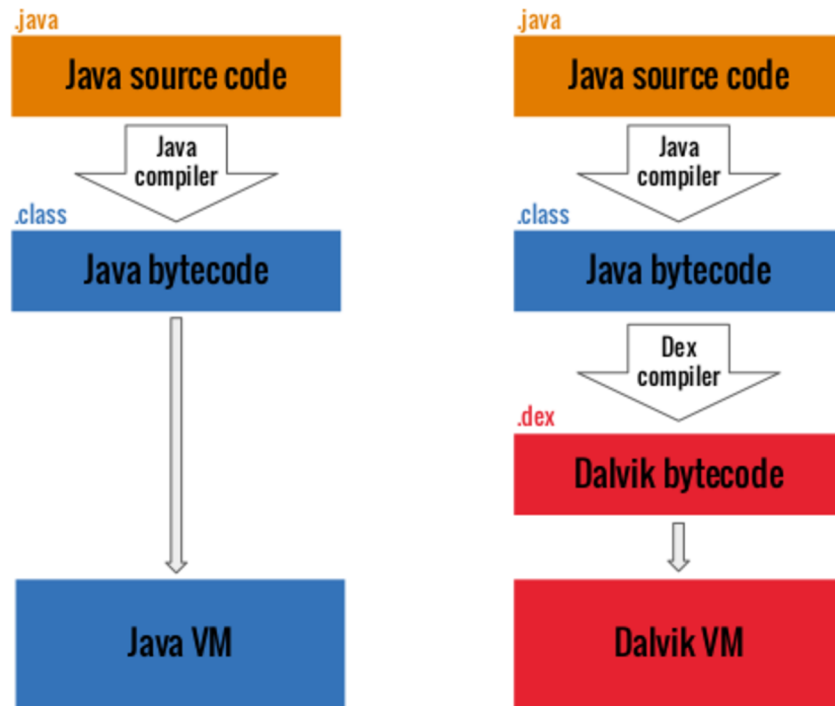 .java
Java source code
Java
compiler
.class
Java bytecode
Java VM
.java
Java source code
Java
compiler
.class
Java bytecode
Dex
compiler
.dex
Dalvik bytecode
Dalvik VM